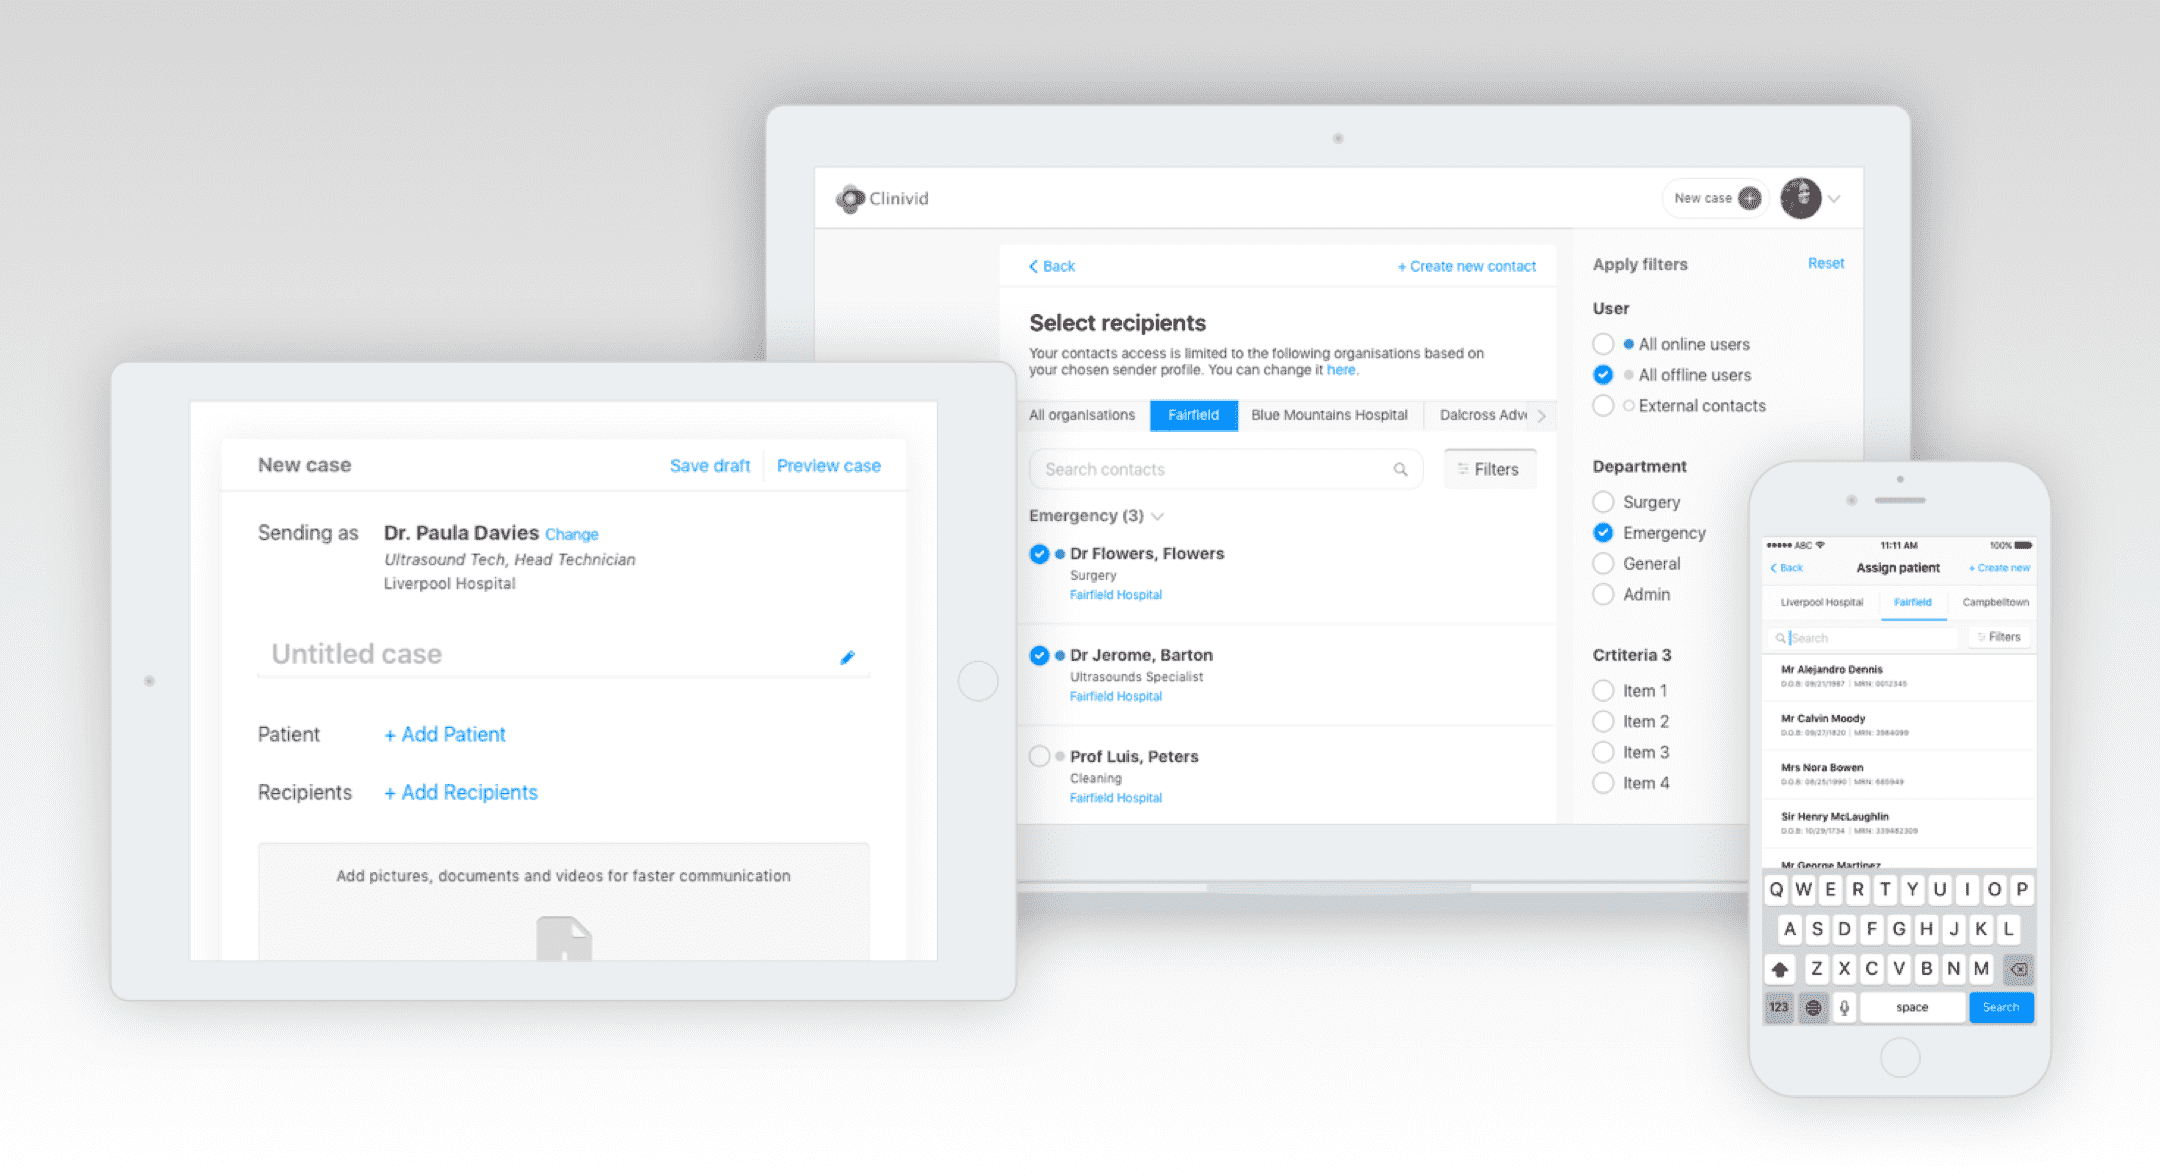 Clinivid
New case
Back
+ Create new contact
Select recipients
Your contacts access is limited to the following organisations based on
your chosen sender profile. You can change it here.
All organisations Fairfield Blue Mountains Hospital Dalcross Adve
Search contacts
Filters
Emergency (3)
Dr Flowers, Flowers
Surgery
Fairfield Hospital
Dr Jerome, Barton
Ultrasounds Specialist
Fairfield Hospital
Prof Luis, Peters
Cleaning
Fairfield Hospital
Apply filters Reset
User
All online users
All offline users
External contacts
Department
Surgery
Emergency
General
Admin
Crtiteria 3
Item 1
Item 2
Item 3
Item 4
New case Save draft Preview case
Sending as Dr. Paula Davies Change
Ultrasound Tech, Head Technician
Liverpool Hospital
Untitled case
Patient + Add Patient
Recipients + Add Recipients
Add pictures, documents and videos for faster communication
ABC 11:11 AM 100%
Back Assign patient + Create new
Liverpool Hospital Fairfield Campbelltown
Search Filters
Mr Alejandro Dennis
D.O.B: 09/21/1987 | MRN: 0012345
Mr Calvin Moody
D.O.B: 09/27/1820 | MRN: 3984099
Mrs Nora Bowen
D.O.B: 08/25/1990 | MRN: 685949
Sir Henry McLaughlin
D.O.B: 10/29/1734 | MRN: 339482309
Mr George Martinez
Q W E R T Y U I O P
A S D F G H J K L
Z X C V B N M
123 space Search